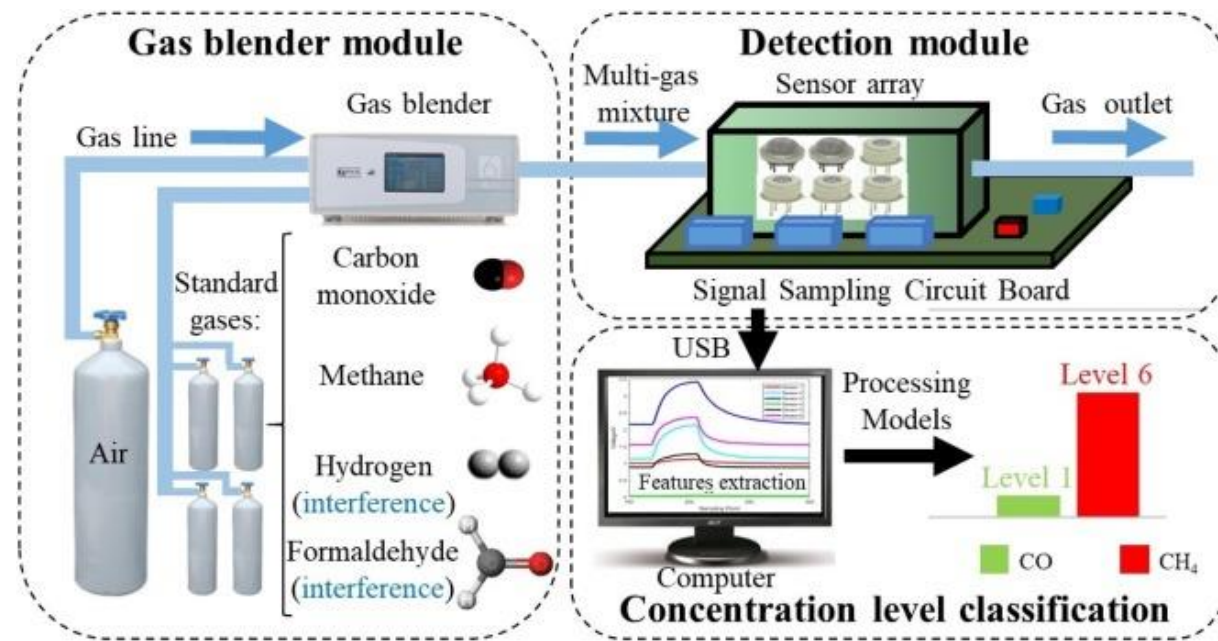 Gas blender module
Gas blender
Gas line
Standard
gases:
Air
Carbon
monoxide
Methane
Hydrogen
(interference)
Formaldehyde
(interference)
Detection module
Multi-gas
mixture
Sensor array
Gas outlet
Signal Sampling Circuit Board
USB
Features extraction
Computer
Processing
Models
Level 1
Level 6
CO
CH₄
Concentration level classification